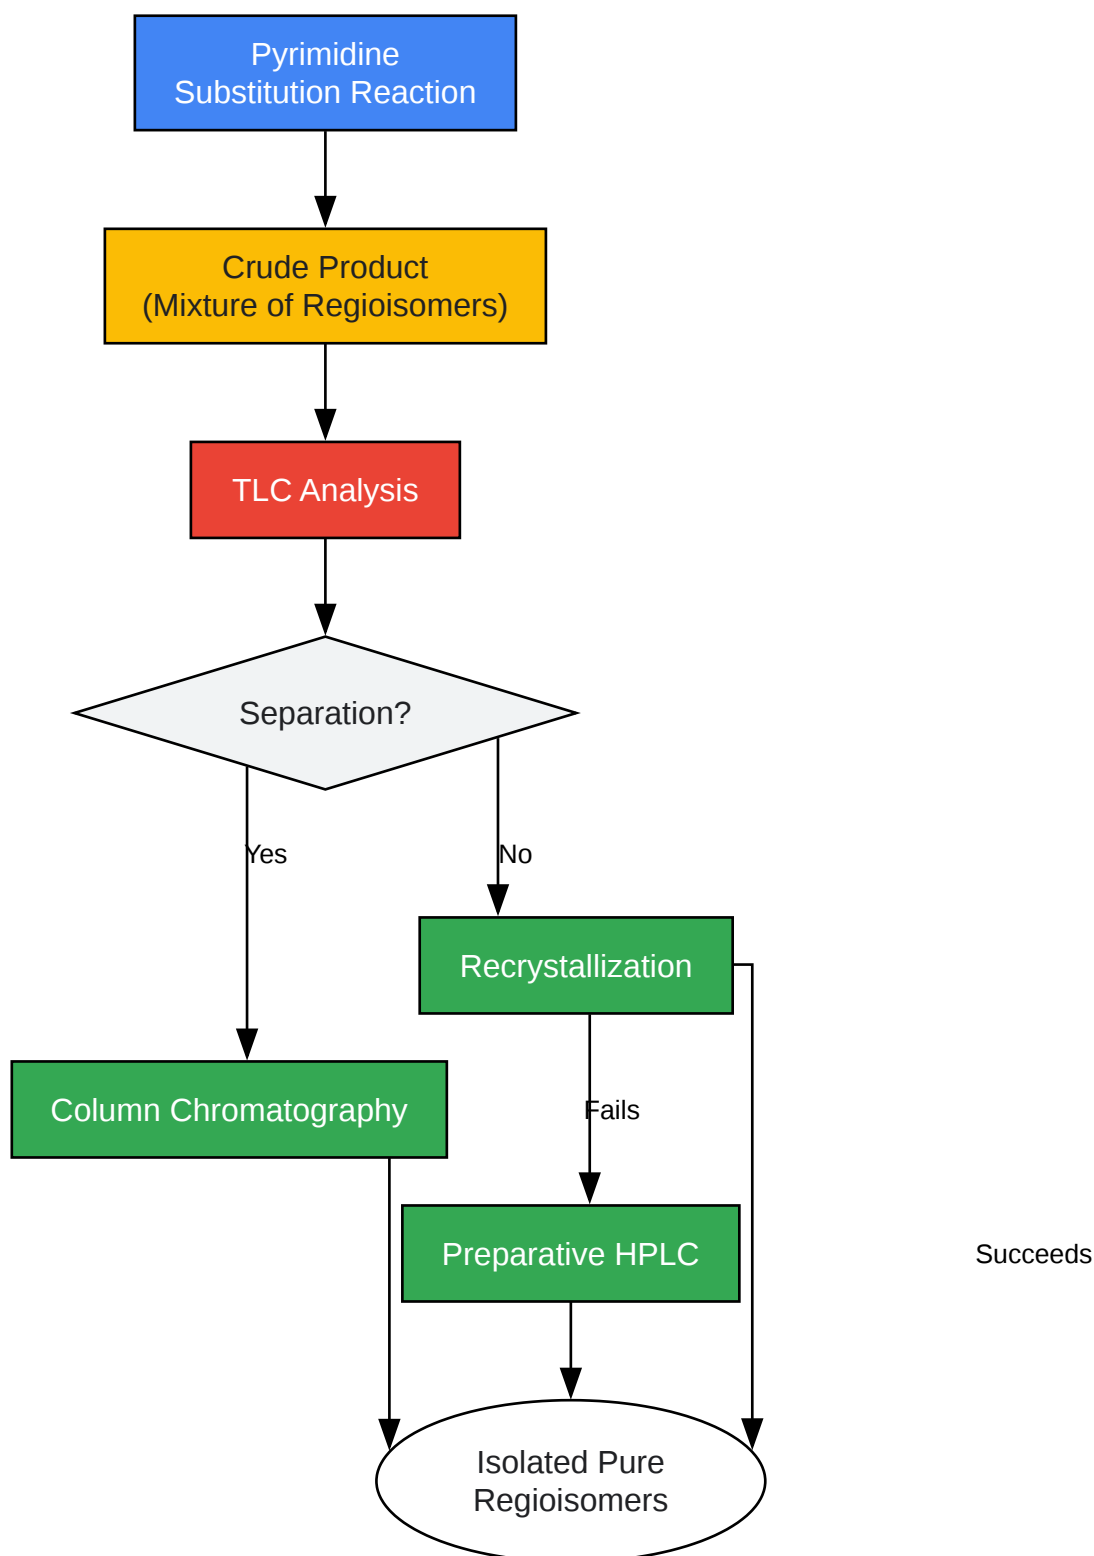 Pyrimidine
Substitution Reaction
Crude Product
(Mixture of Regioisomers)
TLC Analysis
Separation?
Yes
No
Recrystallization
Column Chromatography
Fails
Preparative HPLC
Succeeds
Isolated Pure
Regioisomers